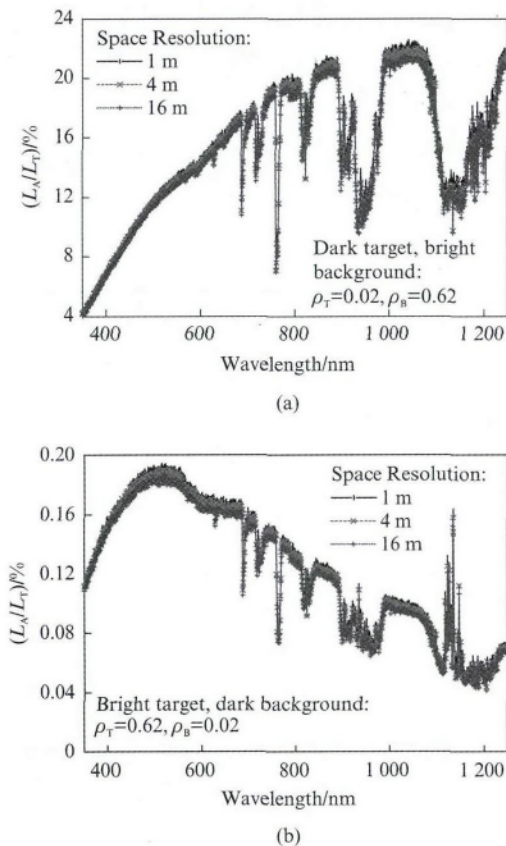 24
20
16
12
8
4
(L_A/L_T)/%
Space Resolution:
1 m
4 m
16 m
Dark target, bright
background:
ρ_T=0.02, ρ_B=0.62
400 600 800 1 000 1 200
Wavelength/nm
(a)
0.20
0.16
0.12
0.08
0.04
0
(L_A/L_T)/%
Space Resolution:
1 m
4 m
16 m
Bright target, dark background:
ρ_T=0.62, ρ_B=0.02
400 600 800 1 000 1 200
Wavelength/nm
(b)